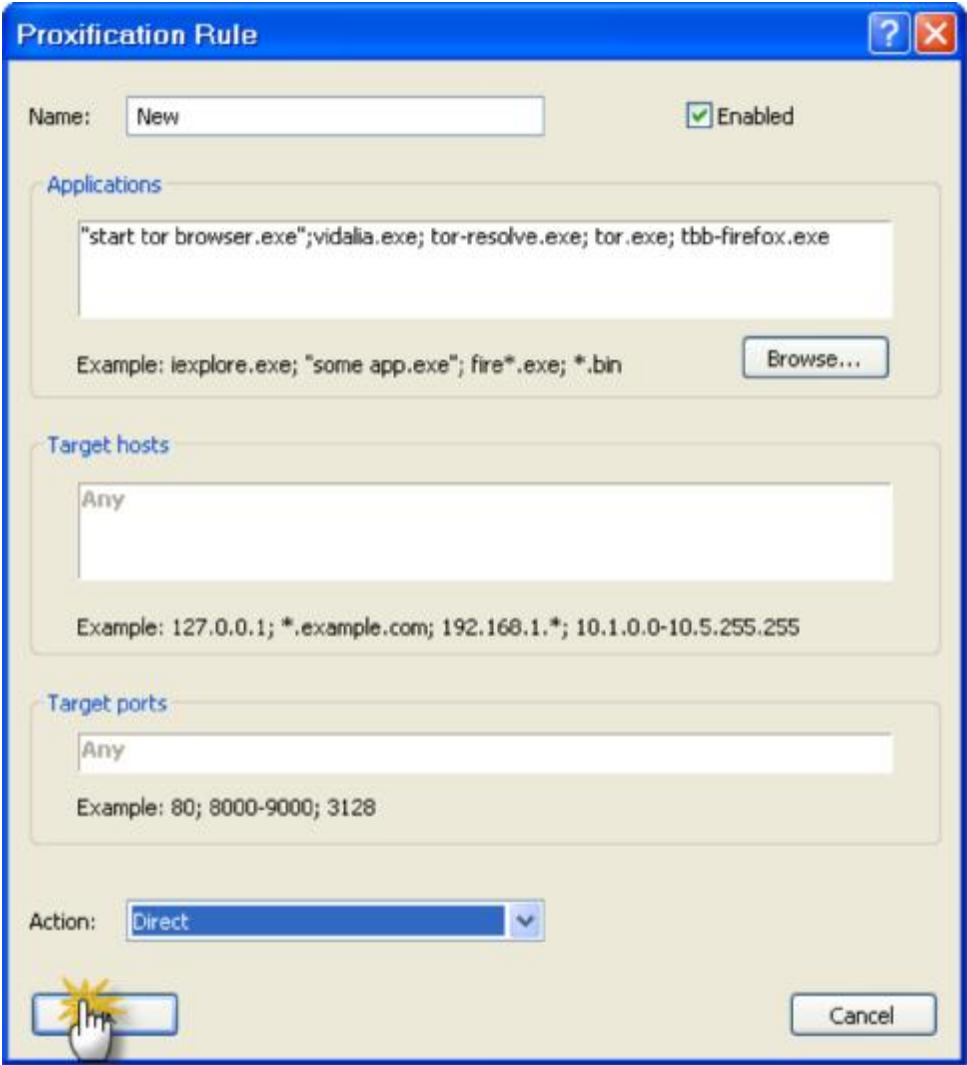 Proxification Rule
Name: New Enabled
Applications
"start tor browser.exe";vidalia.exe; tor-resolve.exe; tor.exe; tbb-firefox.exe
Example: iexplore.exe; "some app.exe"; fire*.exe; *.bin Browse...
Target hosts
Any
Example: 127.0.0.1; *.example.com; 192.168.1.*; 10.1.0.0-10.5.255.255
Target ports
Any
Example: 80; 8000-9000; 3128
Action: Direct
Cancel